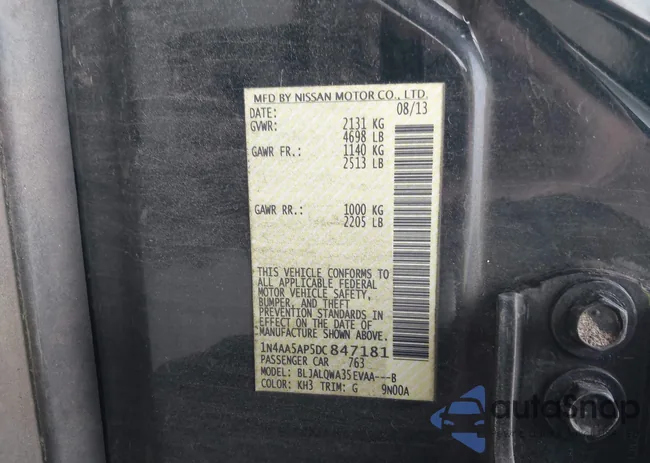 MFD BY NISSAN MOTOR CO., LTD.
DATE: 08/13
GVWR: 2131 KG
4698 LB
GAWR FR.: 1140 KG
2513 LB
GAWR RR.: 1000 KG
2205 LB
THIS VEHICLE CONFORMS TO
ALL APPLICABLE FEDERAL
MOTOR VEHICLE SAFETY,
BUMPER, AND THEFT
PREVENTION STANDARDS IN
EFFECT ON THE DATE OF
MANUFACTURE SHOWN ABOVE.
1N4AA5AP5DC847181
PASSENGER CAR 763
MODEL: BLJALQWA35EVAA---B
COLOR: KH3 TRIM: G 9N00A
autoSnap